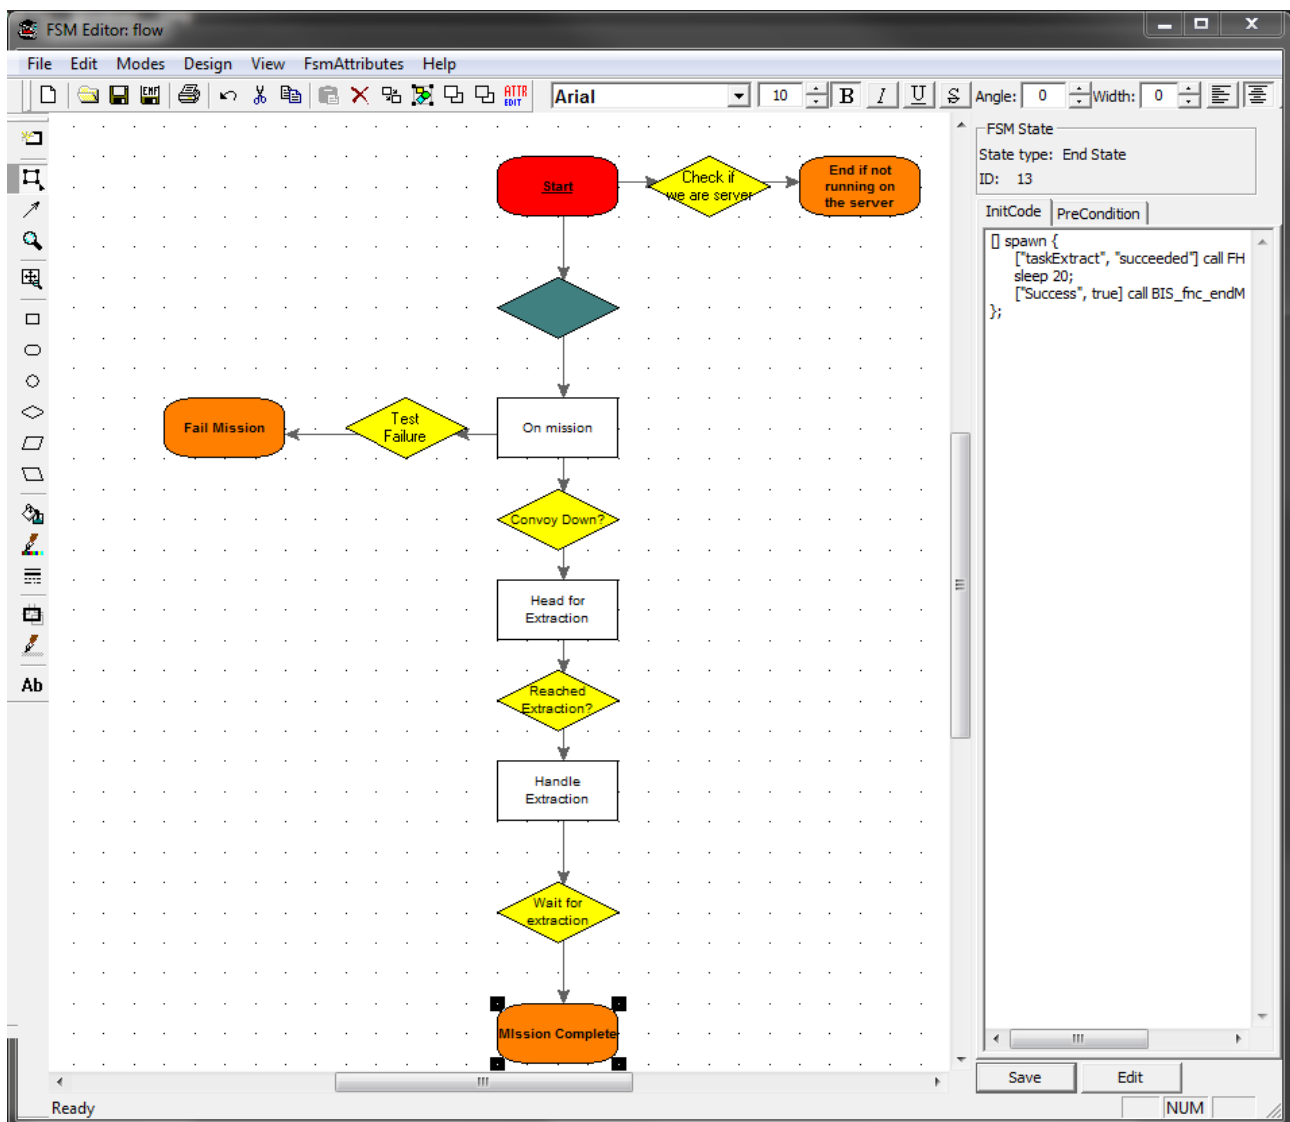 FSM Editor: flow
File Edit Modes Design View FsmAttributes Help
EMF
ATTR
EDIT
Arial
10
B I U S
Angle: 0 Width: 0
Start
Check if
we are server
End if not
running on
the server
Fail Mission
Test
Failure
On mission
Convoy Down?
Head for
Extraction
Reached
Extraction?
Handle
Extraction
Wait for
extraction
MIssion Complete
Ab
FSM State
State type: End State
ID: 13
InitCode PreCondition
[] spawn {
["taskExtract", "succeeded"] call FH
sleep 20;
["Success", true] call BIS_fnc_endM
};
Save Edit
Ready
NUM